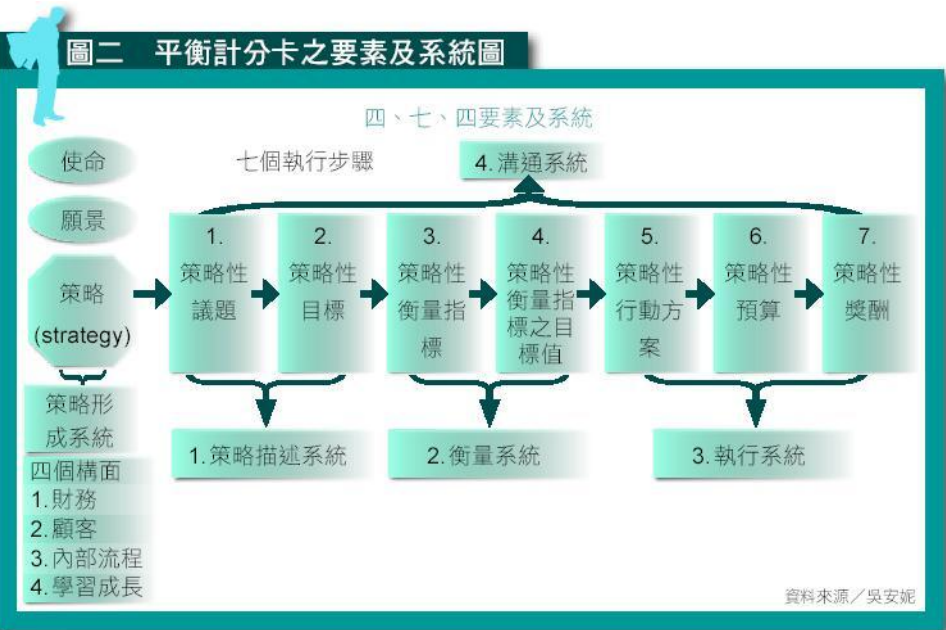 圖二 平衡計分卡之要素及系統圖
四、七、四要素及系統
使命
七個執行步驟
4.溝通系統
願景
策略
(strategy)
1.
策略性
議題
2.
策略性
目標
3.
策略性
衡量指
標
4.
策略性
衡量指
標之目
標值
5.
策略性
行動方
案
6.
策略性
預算
7.
策略性
獎酬
策略形
成系統
1.策略描述系統
2.衡量系統
3.執行系統
四個構面
1.財務
2.顧客
3.內部流程
4.學習成長
資料來源／吳安妮